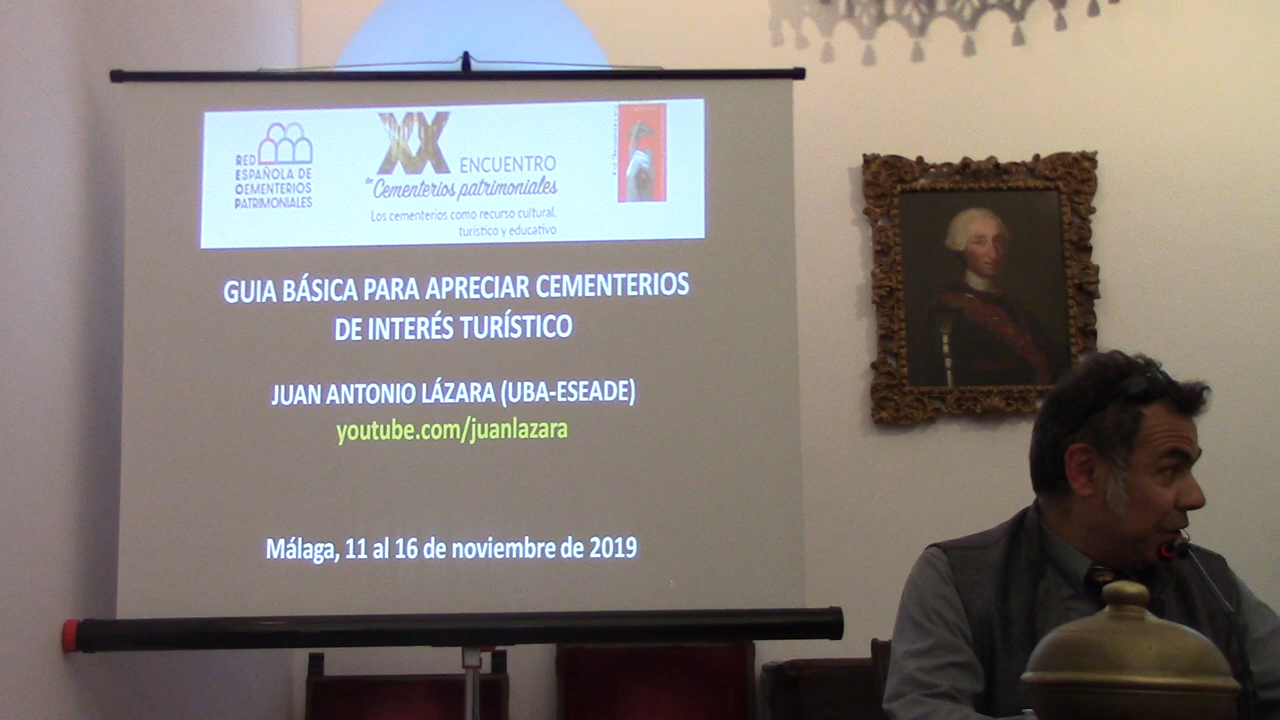 RED
ESPAÑOLA DE
CEMENTERIOS
PATRIMONIALES
XX ENCUENTRO
de Cementerios patrimoniales
Los cementerios como recurso cultural,
turístico y educativo
GUIA BÁSICA PARA APRECIAR CEMENTERIOS
DE INTERÉS TURÍSTICO
JUAN ANTONIO LÁZARA (UBA-ESEADE)
youtube.com/juanlazara
Málaga, 11 al 16 de noviembre de 2019